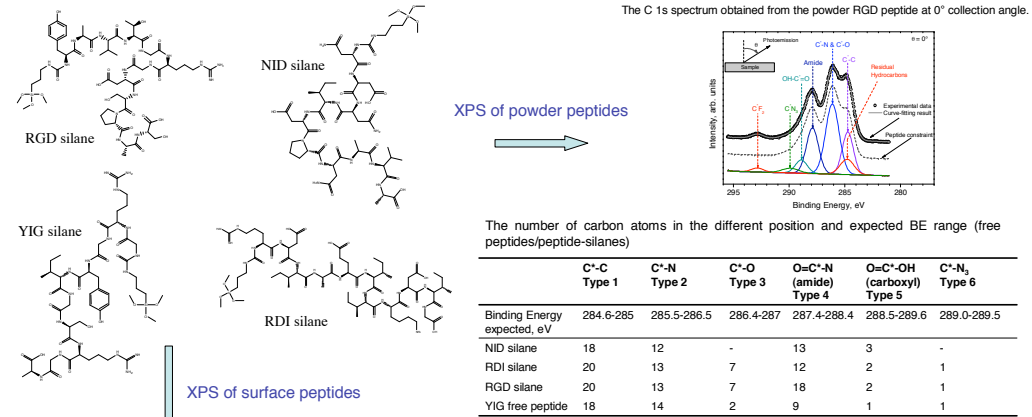 The C 1s spectrum obtained from the powder RGD peptide at 0° collection angle.
RGD silane
NID silane
YIG silane
RDI silane
XPS of powder peptides
XPS of surface peptides
θ = 0°
Photoemission
θ
Sample
C*-N & C*-O
Amide
C*-C
OH-C*=O
Residual
Hydrocarbons
C*F
C*N
Experimental data
Curve-fitting result
Peptide constraint
Intensity, arb. units
295 290 285 280
Binding Energy, eV
The number of carbon atoms in the different position and expected BE range (free
peptides/peptide-silanes)
C*-C C*-N C*-O O=C*-N O=C*-OH C*-N₃
Type 1 Type 2 Type 3 (amide) (carboxyl) Type 6
Type 4 Type 5
Binding Energy 284.6-285 285.5-286.5 286.4-287 287.4-288.4 288.5-289.6 289.0-289.5
expected, eV
NID silane 18 12 - 13 3 -
RDI silane 20 13 7 12 2 1
RGD silane 20 13 7 18 2 1
YIG free peptide 18 14 2 9 1 1